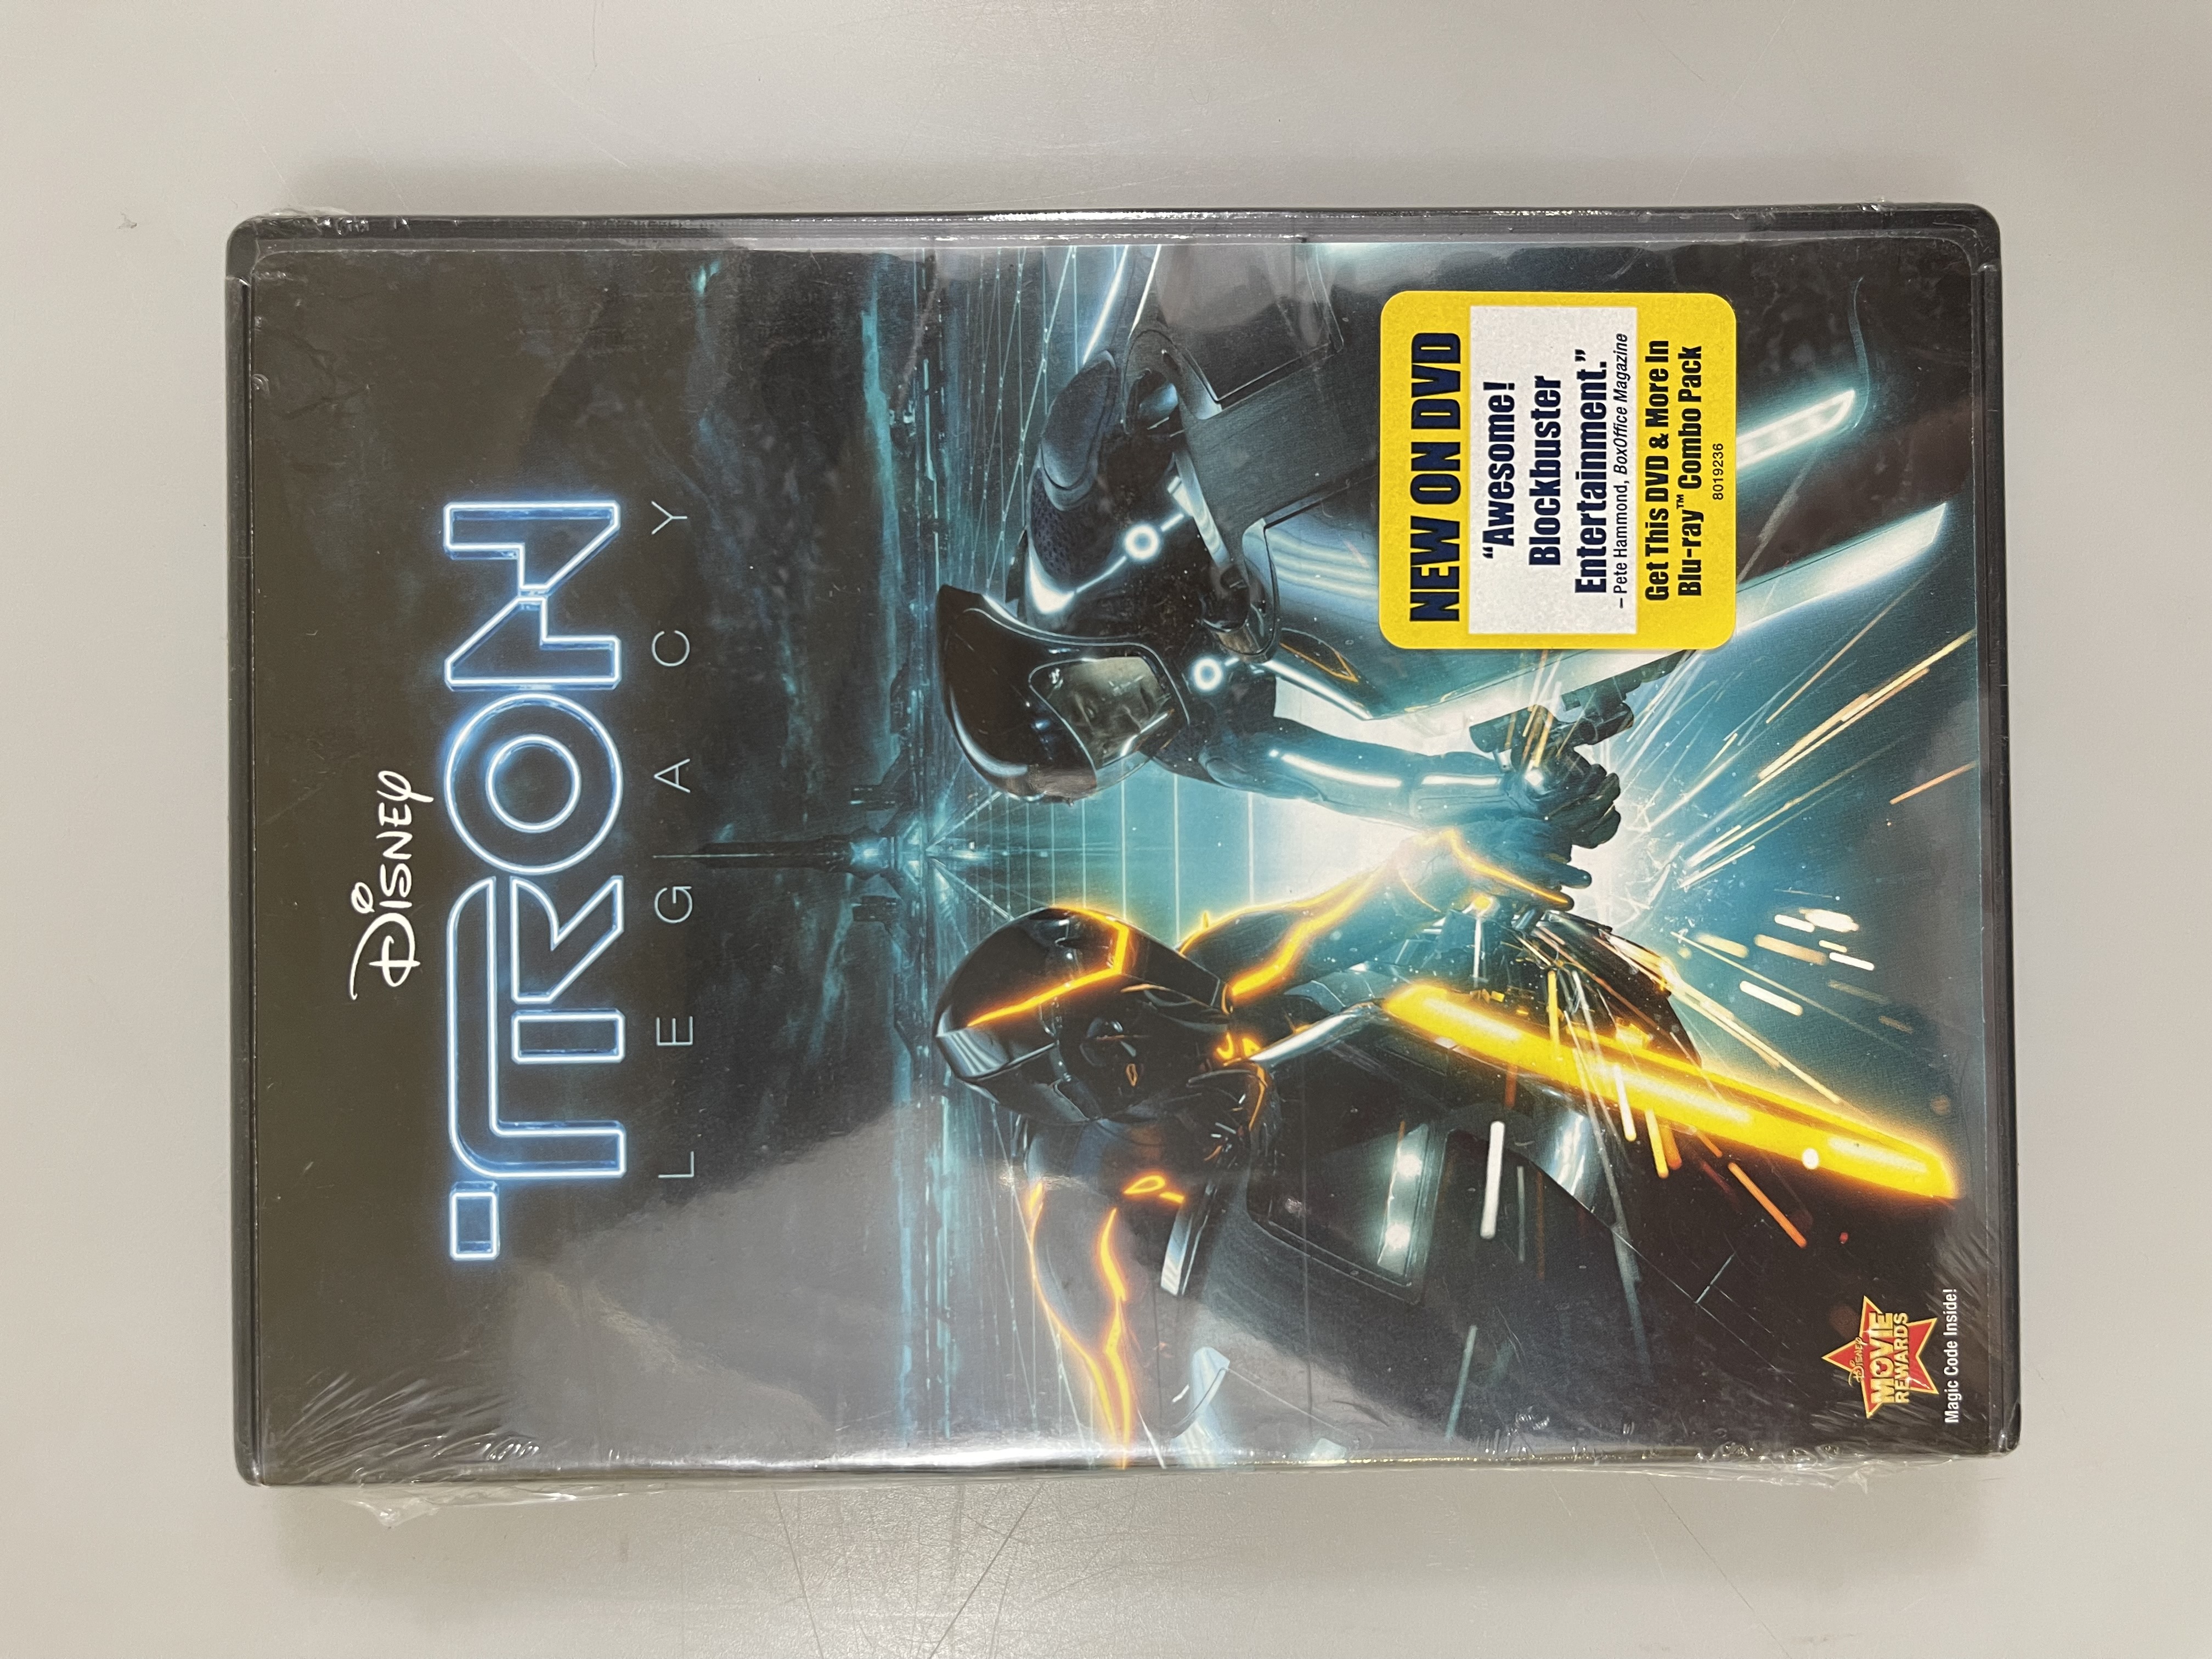 DISNEY
TRON
LEGACY
NEW ON DVD
“Awesome!
Blockbuster
Entertainment.”
– Pete Hammond, BoxOffice Magazine
Get This DVD & More In
Blu-ray™ Combo Pack
8019236
DISNEY
MOVIE
REWARDS
Magic Code Inside!